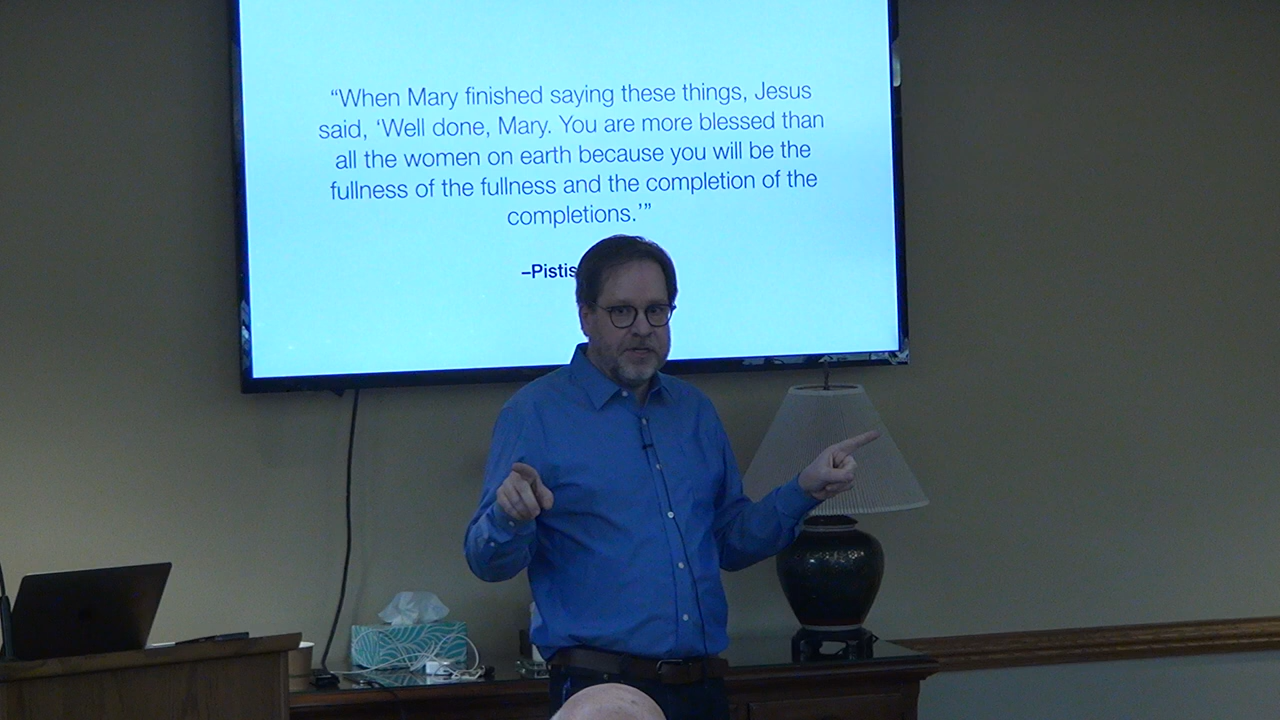 “When Mary finished saying these things, Jesus
said, ‘Well done, Mary. You are more blessed than
all the women on earth because you will be the
fullness of the fullness and the completion of the
completions.’”
–Pistis